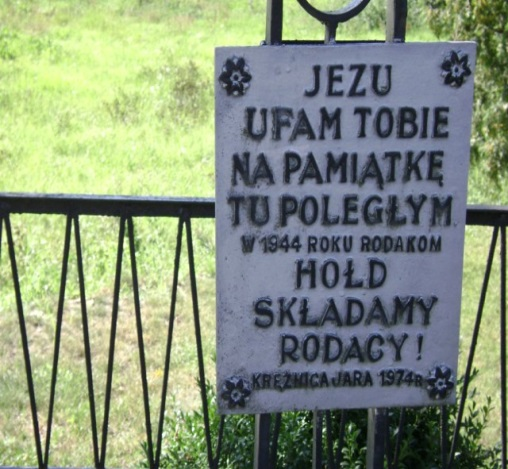 JEZU
UFAM TOBIE
NA PAMIĄTKĘ
TU POLEGŁYM
W 1944 ROKU RODAKOM
HOŁD
SKŁADAMY
RODACY!
KRĘŻNICA JARA 1974R